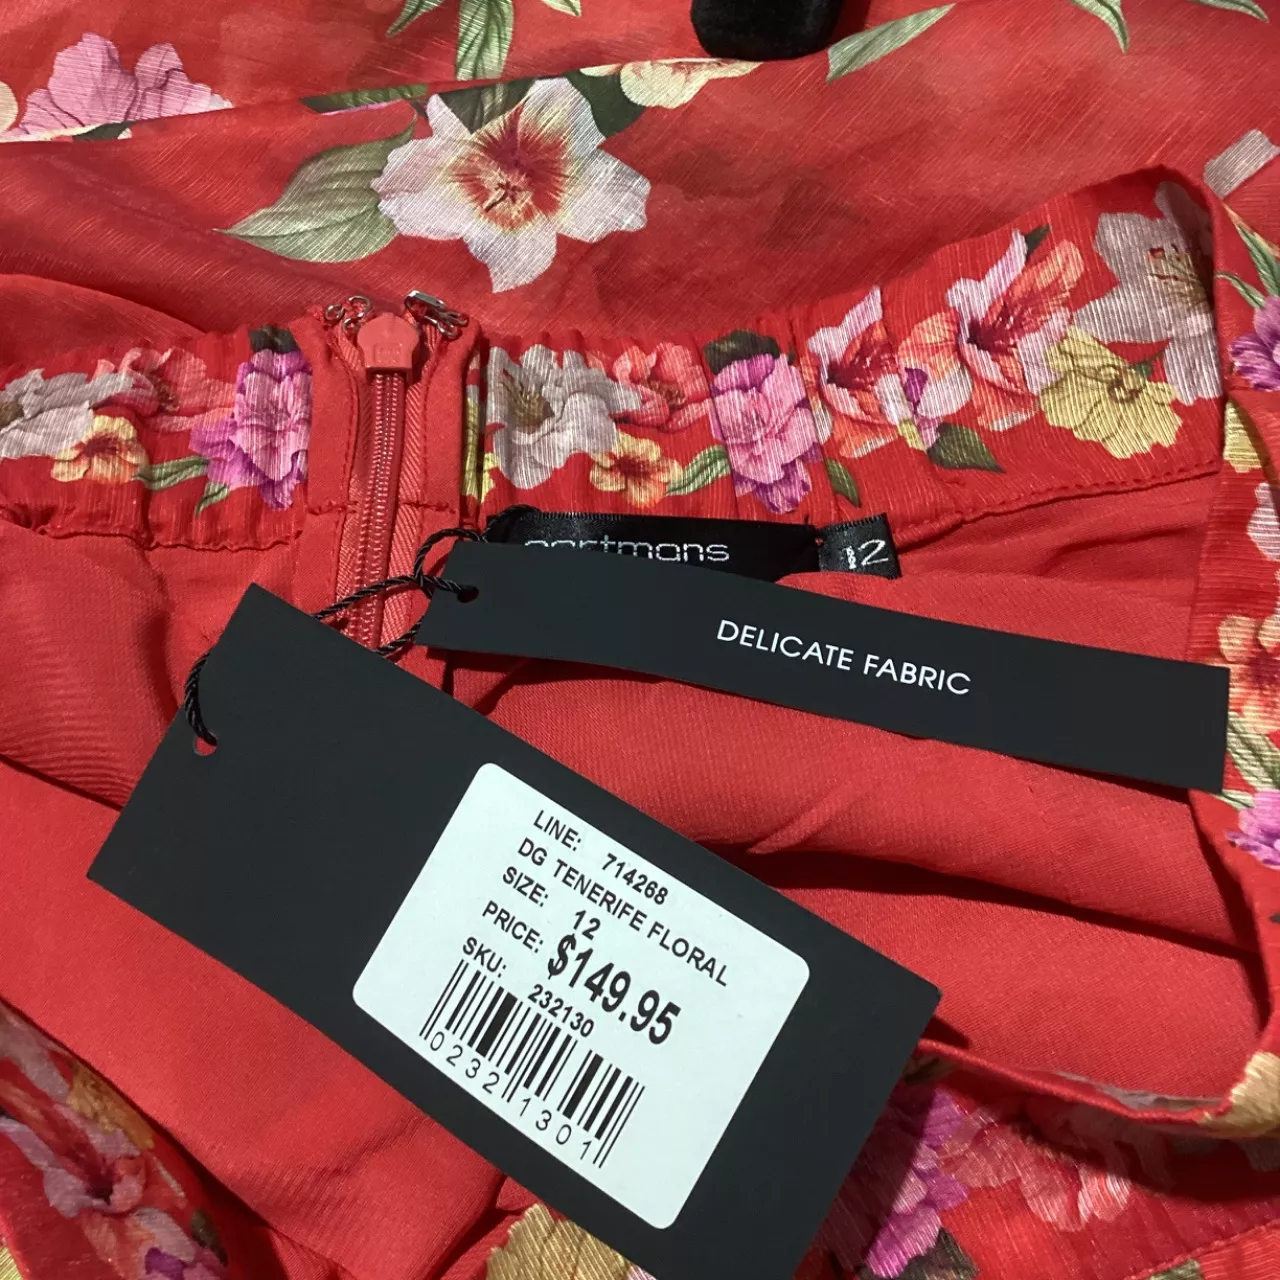 portmans
12
DELICATE FABRIC
LINE: 714268
DG TENERIFE FLORAL
SIZE: 12
PRICE: $149.95
SKU: 232130
02321301